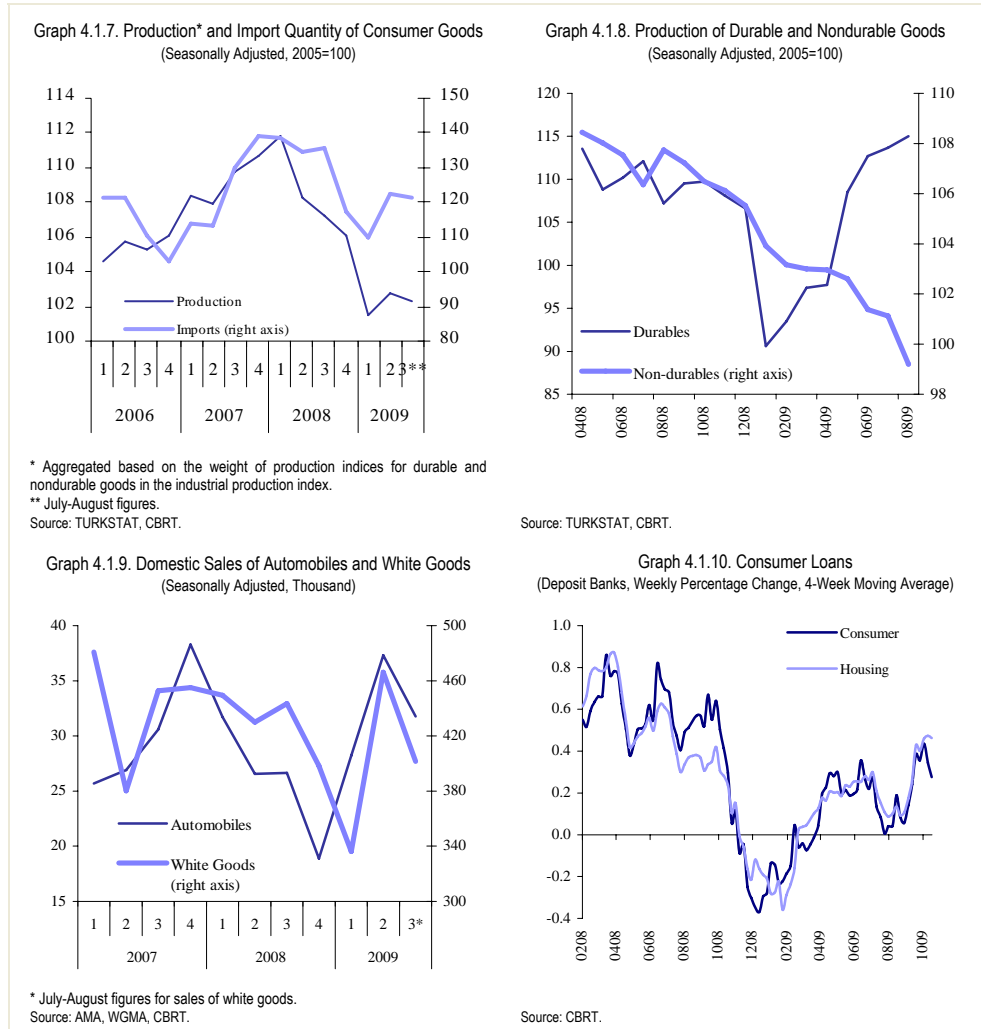 Graph 4.1.7. Production* and Import Quantity of Consumer Goods
(Seasonally Adjusted, 2005=100)
114
112
110
108
106
104
102
100
150
140
130
120
110
100
90
80
Production
Imports (right axis)
1 2 3 4 1 2 3 4 1 2 3 4 1 2 3**
2006 2007 2008 2009
* Aggregated based on the weight of production indices for durable and
nondurable goods in the industrial production index.
** July-August figures.
Source: TURKSTAT, CBRT.
Graph 4.1.8. Production of Durable and Nondurable Goods
(Seasonally Adjusted, 2005=100)
120
115
110
105
100
95
90
85
110
108
106
104
102
100
98
Durables
Non-durables (right axis)
0408 0608 0808 1008 1208 0209 0409 0609 0809
Source: TURKSTAT, CBRT.
Graph 4.1.9. Domestic Sales of Automobiles and White Goods
(Seasonally Adjusted, Thousand)
40
35
30
25
20
15
500
460
420
380
340
300
Automobiles
White Goods
(right axis)
1 2 3 4 1 2 3 4 1 2 3*
2007 2008 2009
* July-August figures for sales of white goods.
Source: AMA, WGMA, CBRT.
Graph 4.1.10. Consumer Loans
(Deposit Banks, Weekly Percentage Change, 4-Week Moving Average)
1.0
0.8
0.6
0.4
0.2
0.0
-0.2
-0.4
Consumer
Housing
0208 0408 0608 0808 1008 1208 0209 0409 0609 0809 1009
Source: CBRT.